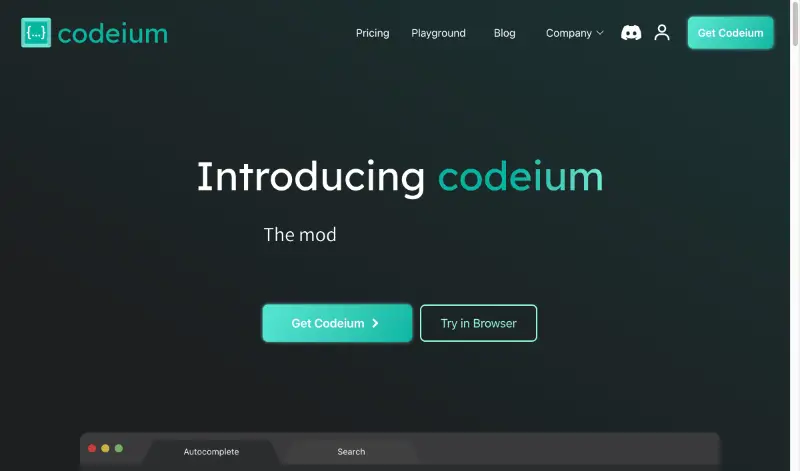 {...} codeium
Pricing Playground Blog Company Get Codeium
Introducing codeium
The mod
Get Codeium
Try in Browser
Autocomplete Search